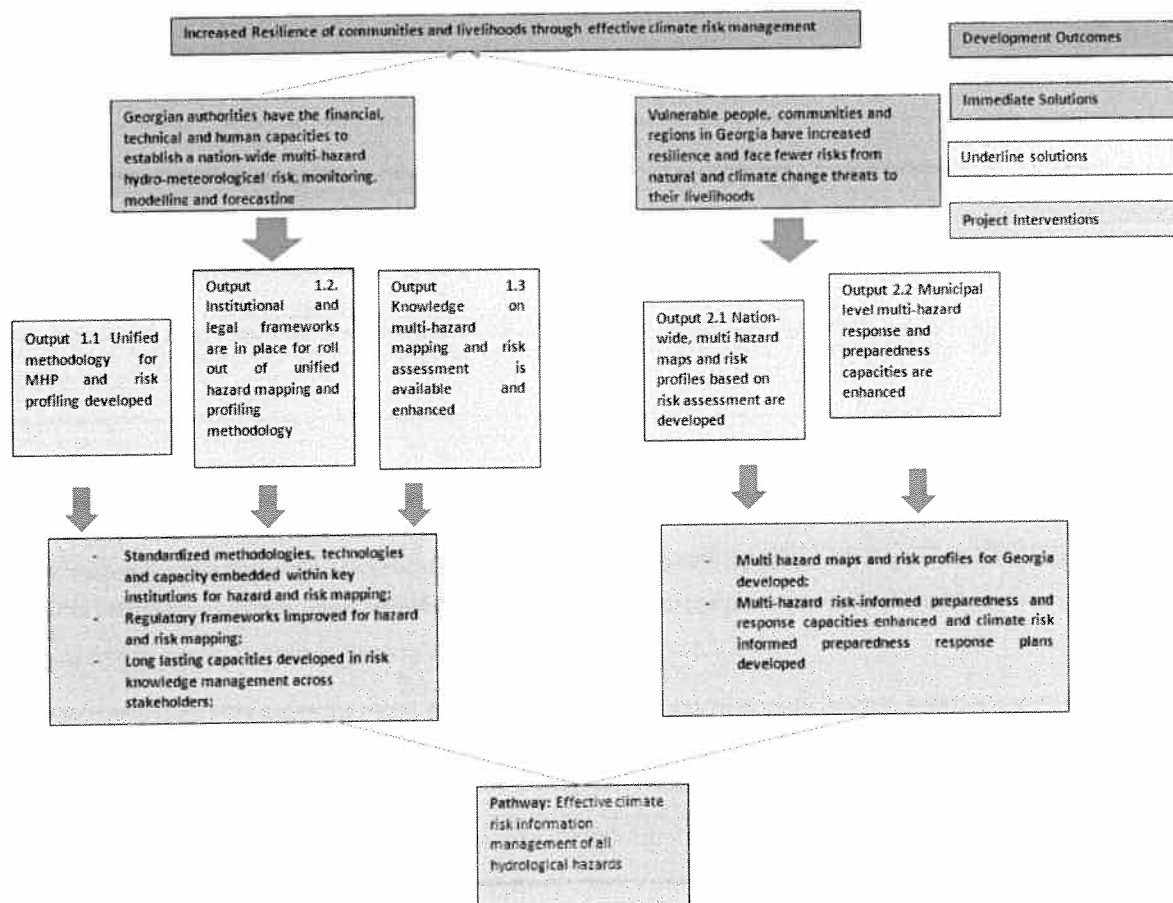 Increased Resilience of communities and livelihoods through effective climate risk management
Development Outcomes
Immediate Solutions
Underline solutions
Project Interventions
Georgian authorities have the financial,
technical and human capacities to
establish a nation-wide multi-hazard
hydro-meteorological risk, monitoring,
modelling and forecasting
Vulnerable people, communities and
regions in Georgia have increased
resilience and face fewer risks from
natural and climate change threats to
their livelihoods
Output 1.1 Unified
methodology for
MHP and risk
profiling developed
Output 1.2.
Institutional and
legal frameworks
are in place for roll
out of unified
hazard mapping and
profiling
methodology
Output 1.3
Knowledge on
multi-hazard
mapping and risk
assessment is
available and
enhanced
Output 2.1 Nation-
wide, multi hazard
maps and risk
profiles based on
risk assessment are
developed
Output 2.2 Municipal
level multi-hazard
response and
preparedness
capacities are
enhanced
- Standardized methodologies, technologies
and capacity embedded within key
institutions for hazard and risk mapping;
- Regulatory frameworks improved for hazard
and risk mapping;
- Long lasting capacities developed in risk
knowledge management across
stakeholders;
- Multi hazard maps and risk profiles for Georgia
developed;
- Multi-hazard risk-informed preparedness and
response capacities enhanced and climate risk
informed preparedness response plans
developed
Pathway: Effective climate
risk information
management of all
hydrological hazards